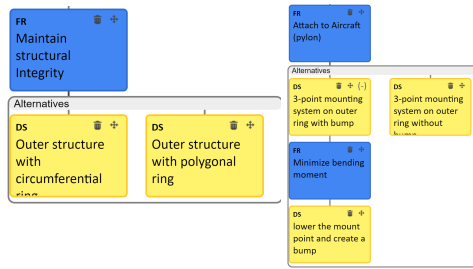 FR
Maintain
structural
Integrity
Alternatives
DS
Outer structure
with
circumferential
ring
DS
Outer structure
with polygonal
ring
FR
Attach to Aircraft
(pylon)
Alternatives
DS
(-)
3-point mounting
system on outer
ring with bump
DS
3-point mounting
system on outer
ring without
bump
FR
Minimize bending
moment
DS
lower the mount
point and create a
bump